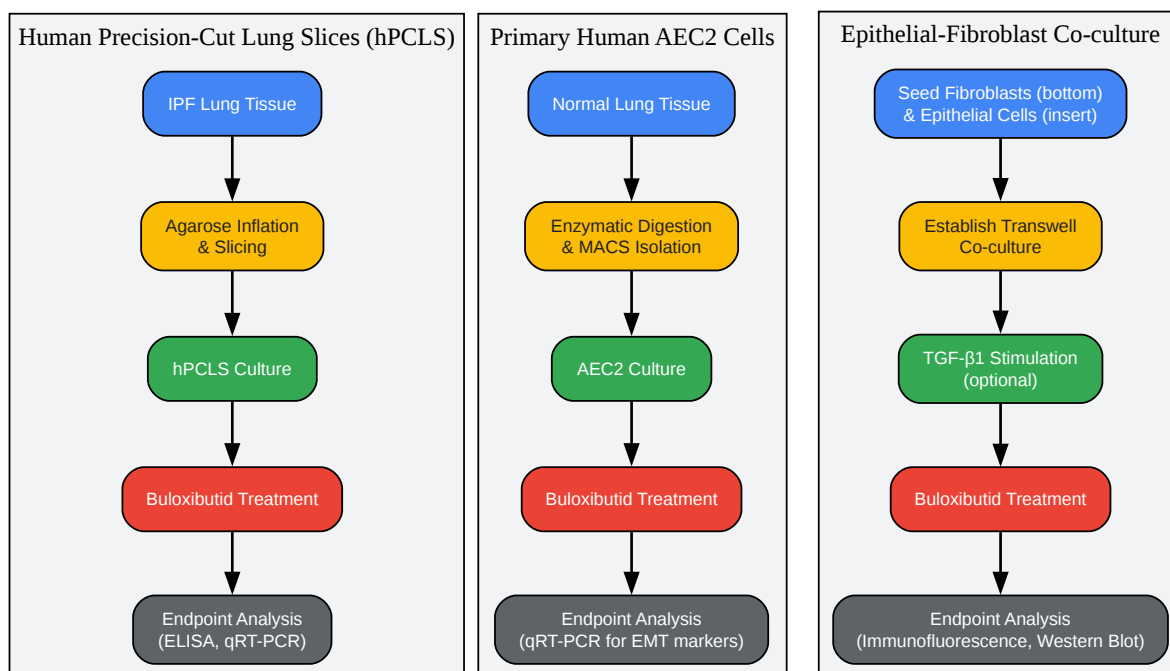 Human Precision-Cut Lung Slices (hPCLS)
IPF Lung Tissue
Agarose Inflation
& Slicing
hPCLS Culture
Buloxibutid Treatment
Endpoint Analysis
(ELISA, qRT-PCR)
Primary Human AEC2 Cells
Normal Lung Tissue
Enzymatic Digestion
& MACS Isolation
AEC2 Culture
Buloxibutid Treatment
Endpoint Analysis
(qRT-PCR for EMT markers)
Epithelial-Fibroblast Co-culture
Seed Fibroblasts (bottom)
& Epithelial Cells (insert)
Establish Transwell
Co-culture
TGF-β1 Stimulation
(optional)
Buloxibutid Treatment
Endpoint Analysis
(Immunofluorescence, Western Blot)